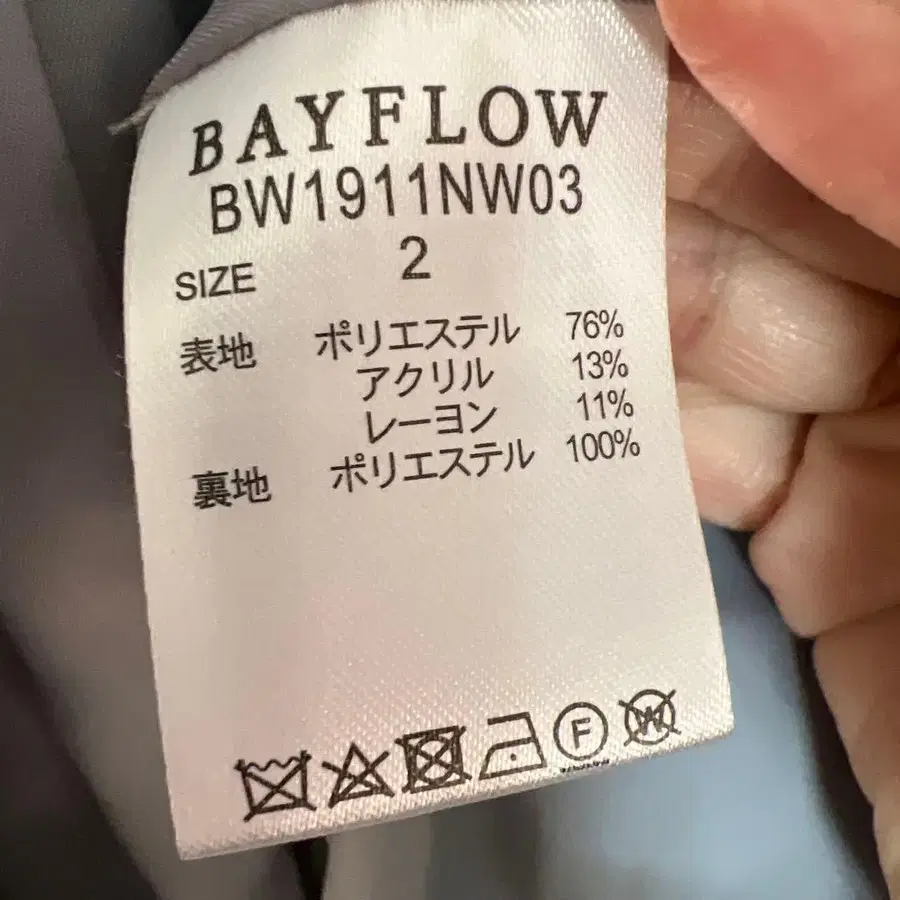 BAYFLOW
BW1911NW03
SIZE 2
表地 ポリエステル 76%
アクリル 13%
レーヨン 11%
裏地 ポリエステル 100%
F W